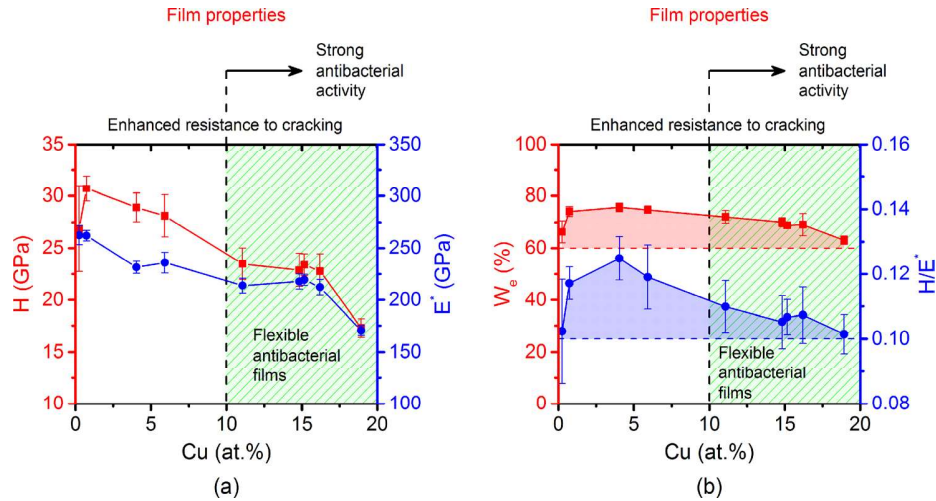 Film properties
Strong
antibacterial
activity
Enhanced resistance to cracking
35
30
25
20
15
10
H (GPa)
350
300
250
200
150
100
E* (GPa)
Flexible
antibacterial
films
0
5
10
15
20
Cu (at.%)
(a)
Film properties
Strong
antibacterial
activity
Enhanced resistance to cracking
100
80
60
40
20
0
We (%)
0.16
0.14
0.12
0.10
0.08
H/E*
Flexible
antibacterial
films
0
5
10
15
20
Cu (at.%)
(b)